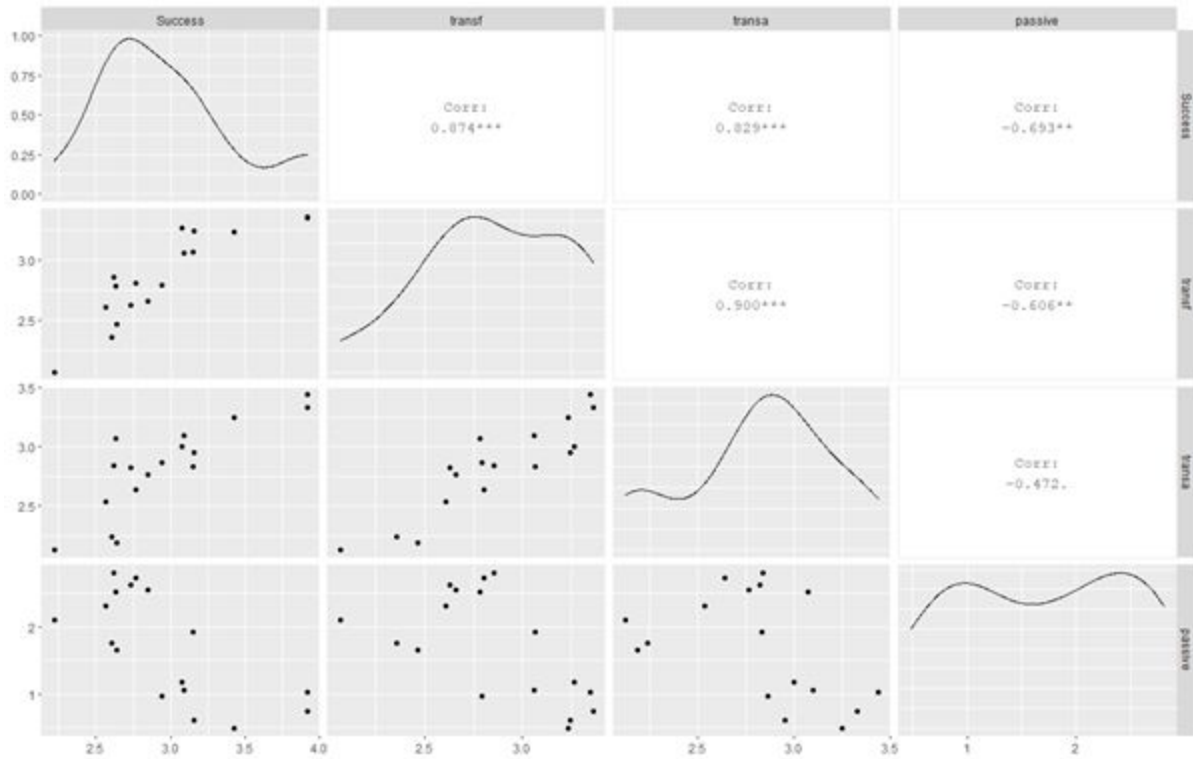 Success transf transa passive
1.00
0.75
0.50
0.25
0.00
Corr:
0.874***
Corr:
0.829***
Corr:
-0.693**
Success
3.0
2.5
Corr:
0.900***
Corr:
-0.606**
transf
3.5
3.0
2.5
Corr:
-0.472.
transa
2
1
passive
2.5 3.0 3.5 4.0 2.5 3.0 2.5 3.0 3.5 1 2